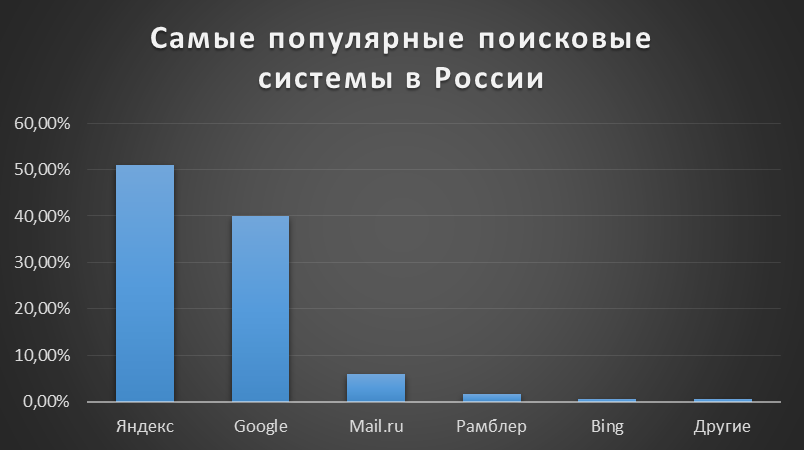 Самые популярные поисковые
системы в России
60,00%
50,00%
40,00%
30,00%
20,00%
10,00%
0,00%
Яндекс Google Mail.ru Рамблер Bing Другие